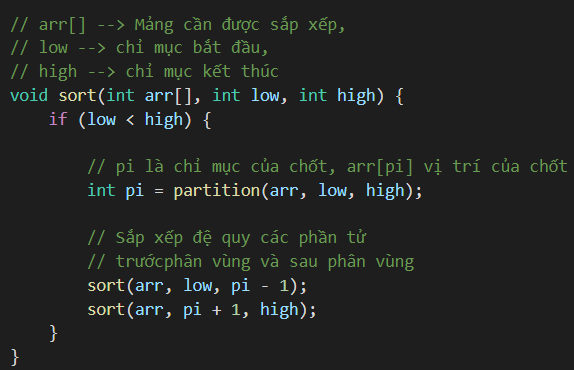 // arr[] --> Mảng cần được sắp xếp,
// low --> chỉ mục bắt đầu,
// high --> chỉ mục kết thúc
void sort(int arr[], int low, int high) {
    if (low < high) {

        // pi là chỉ mục của chốt, arr[pi] vị trí của chốt
        int pi = partition(arr, low, high);

        // Sắp xếp đệ quy các phần tử
        // trướcphân vùng và sau phân vùng
        sort(arr, low, pi - 1);
        sort(arr, pi + 1, high);
    }
}